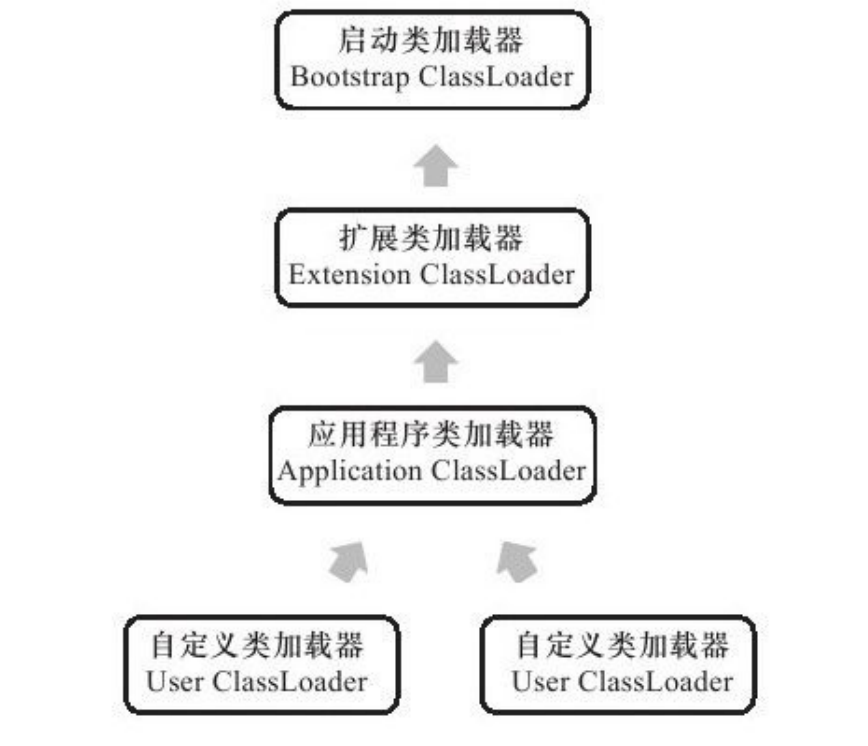 启动类加载器
Bootstrap ClassLoader
扩展类加载器
Extension ClassLoader
应用程序类加载器
Application ClassLoader
自定义类加载器
User ClassLoader
自定义类加载器
User ClassLoader